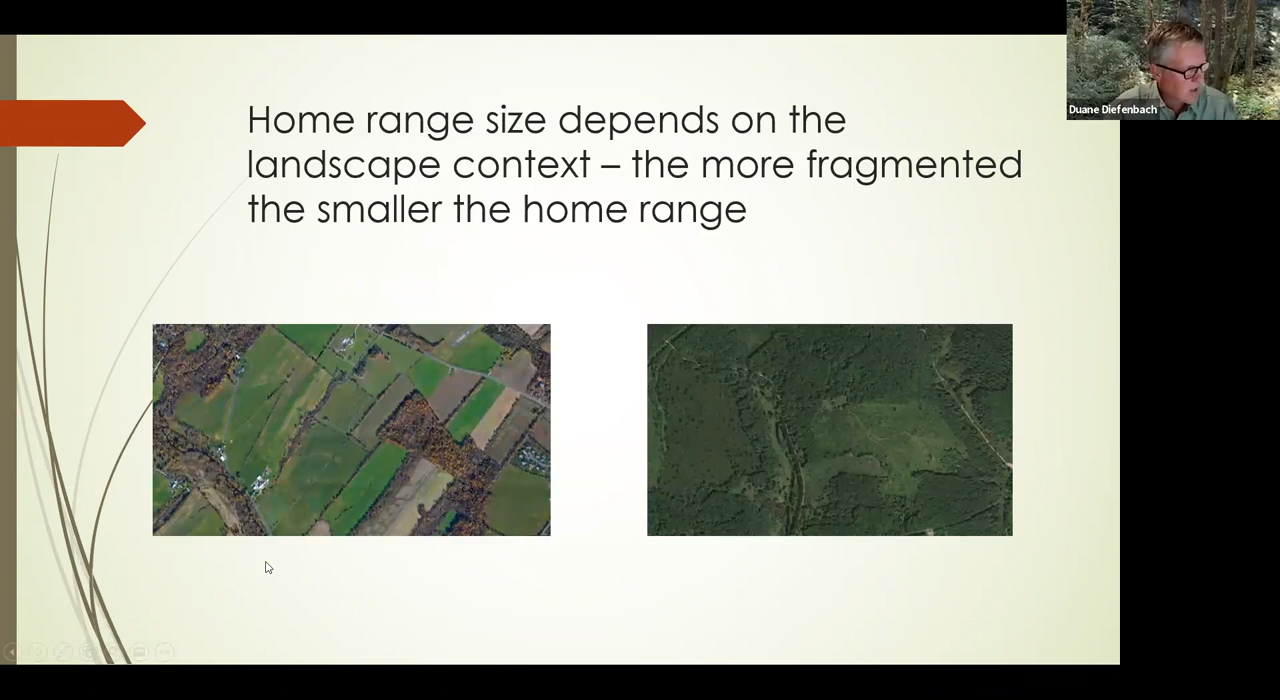 Home range size depends on the
landscape context – the more fragmented
the smaller the home range
Duane Diefenbach